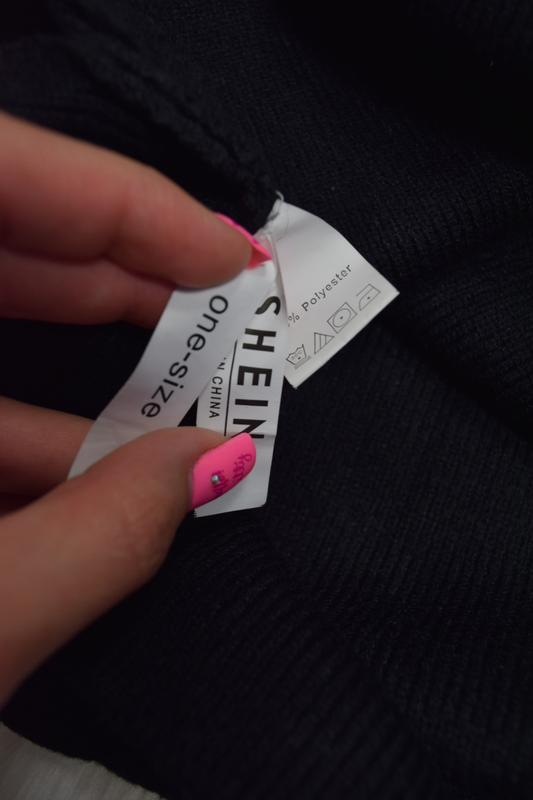 one-size
SHEIN
N CHINA
% Polyester